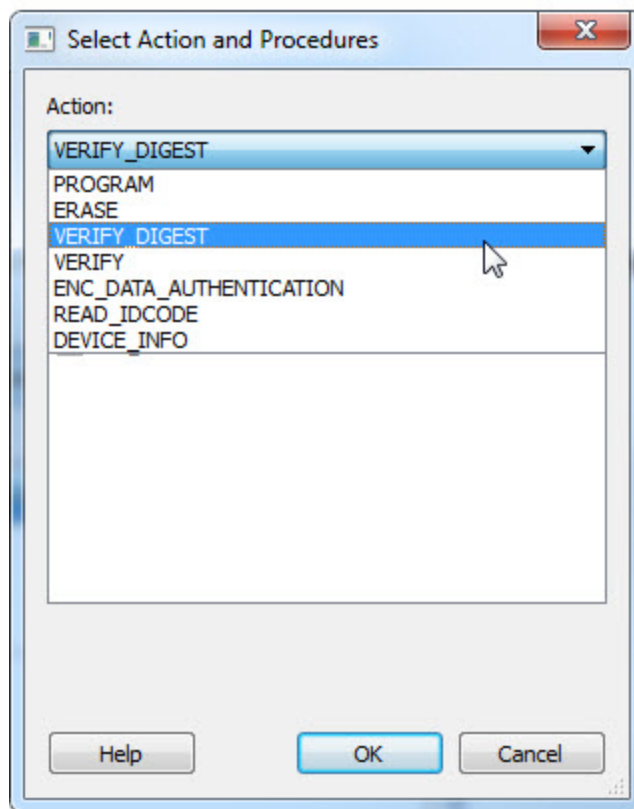 Select Action and Procedures
Action:
VERIFY_DIGEST
PROGRAM
ERASE
VERIFY_DIGEST
VERIFY
ENC_DATA_AUTHENTICATION
READ_IDCODE
DEVICE_INFO
Help OK Cancel